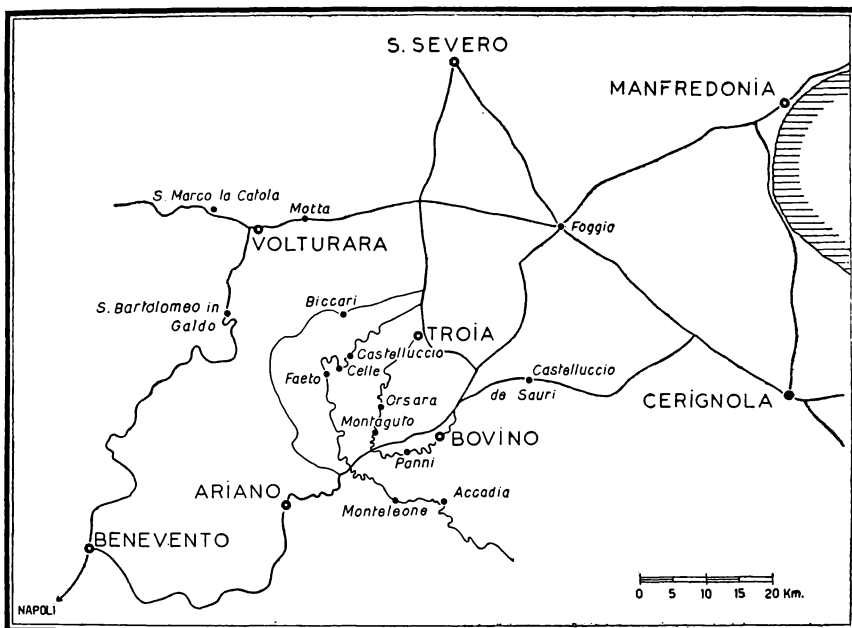 S. SEVERO
MANFREDONIA
S. Marco la Catola
Motta
Foggia
VOLTURARA
S. Bartolomeo in
Galdo
Biccari
TROIA
Castelluccio
Celle
Faeto
Castelluccio
de Sauri
CERIGNOLA
Orsara
Montaguto
BOVINO
Panni
ARIANO
Monteleone
Accadia
BENEVENTO
NAPOLI
0 5 10 15 20 Km.